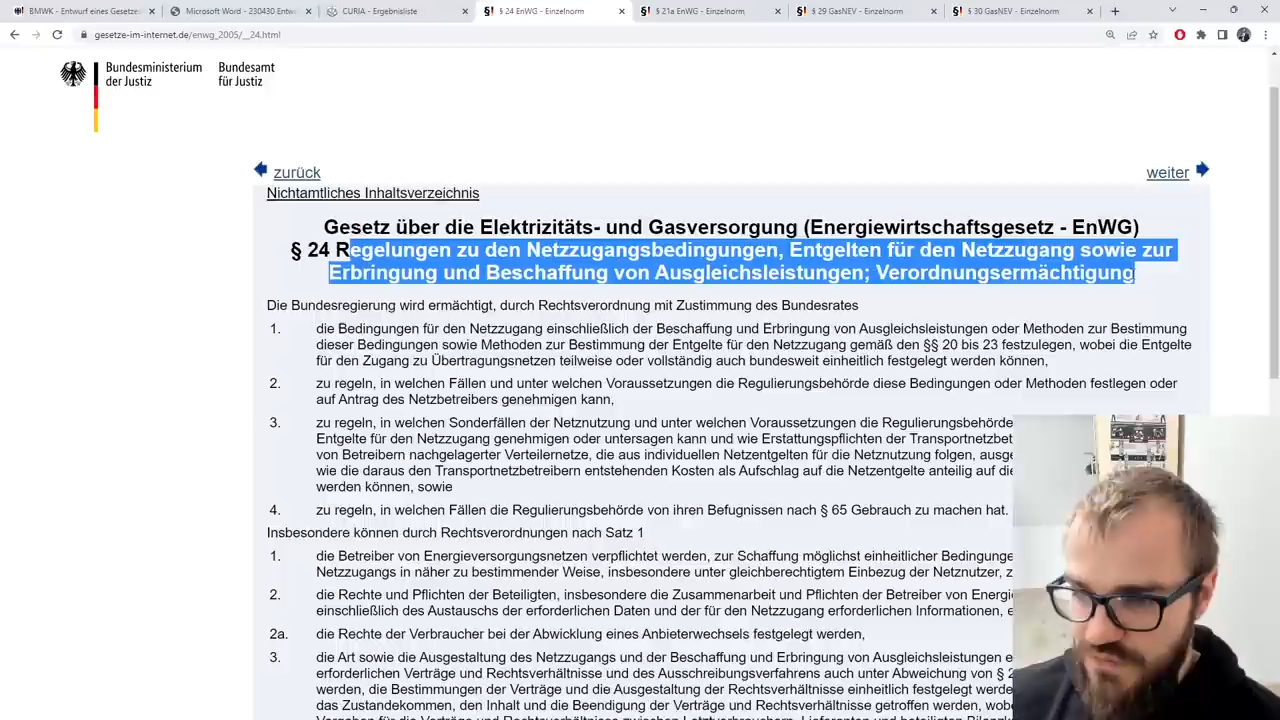 BMWK - Entwurf eines Gesetzes
Microsoft Word - 230430 Entw
CURIA - Ergebnisliste
§ 24 EnWG - Einzelnorm
§ 21a EnWG - Einzelnorm
§ 29 GasNEV - Einzelnorm
§ 30 GasNEV - Einzelnorm
gesetze-im-internet.de/enwg_2005/__24.html
Bundesministerium
der Justiz
Bundesamt
für Justiz
zurück
weiter
Nichtamtliches Inhaltsverzeichnis
Gesetz über die Elektrizitäts- und Gasversorgung (Energiewirtschaftsgesetz - EnWG)
§ 24 Regelungen zu den Netzzugangsbedingungen, Entgelten für den Netzzugang sowie zur
Erbringung und Beschaffung von Ausgleichsleistungen; Verordnungsermächtigung
Die Bundesregierung wird ermächtigt, durch Rechtsverordnung mit Zustimmung des Bundesrates
1. die Bedingungen für den Netzzugang einschließlich der Beschaffung und Erbringung von Ausgleichsleistungen oder Methoden zur Bestimmung
dieser Bedingungen sowie Methoden zur Bestimmung der Entgelte für den Netzzugang gemäß den §§ 20 bis 23 festzulegen, wobei die Entgelte
für den Zugang zu Übertragungsnetzen teilweise oder vollständig auch bundesweit einheitlich festgelegt werden können,
2. zu regeln, in welchen Fällen und unter welchen Voraussetzungen die Regulierungsbehörde diese Bedingungen oder Methoden festlegen oder
auf Antrag des Netzbetreibers genehmigen kann,
3. zu regeln, in welchen Sonderfällen der Netznutzung und unter welchen Voraussetzungen die Regulierungsbehörde
Entgelte für den Netzzugang genehmigen oder untersagen kann und wie Erstattungspflichten der Transportnetzbet
von Betreibern nachgelagerter Verteilernetze, die aus individuellen Netzentgelten für die Netznutzung folgen, ausge
wie die daraus den Transportnetzbetreibern entstehenden Kosten als Aufschlag auf die Netzentgelte anteilig auf di
werden können, sowie
4. zu regeln, in welchen Fällen die Regulierungsbehörde von ihren Befugnissen nach § 65 Gebrauch zu machen hat.
Insbesondere können durch Rechtsverordnungen nach Satz 1
1. die Betreiber von Energieversorgungsnetzen verpflichtet werden, zur Schaffung möglichst einheitlicher Bedingunge
Netzzugangs in näher zu bestimmender Weise, insbesondere unter gleichberechtigtem Einbezug der Netznutzer, z
2. die Rechte und Pflichten der Beteiligten, insbesondere die Zusammenarbeit und Pflichten der Betreiber von Energi
einschließlich des Austauschs der erforderlichen Daten und der für den Netzzugang erforderlichen Informationen, e
2a. die Rechte der Verbraucher bei der Abwicklung eines Anbieterwechsels festgelegt werden,
3. die Art sowie die Ausgestaltung des Netzzugangs und der Beschaffung und Erbringung von Ausgleichsleistungen e
erforderlichen Verträge und Rechtsverhältnisse und des Ausschreibungsverfahrens auch unter Abweichung von § 2
werden, die Bestimmungen der Verträge und die Ausgestaltung der Rechtsverhältnisse einheitlich festgelegt werde
das Zustandekommen, den Inhalt und die Beendigung der Verträge und Rechtsverhältnisse getroffen werden, wob